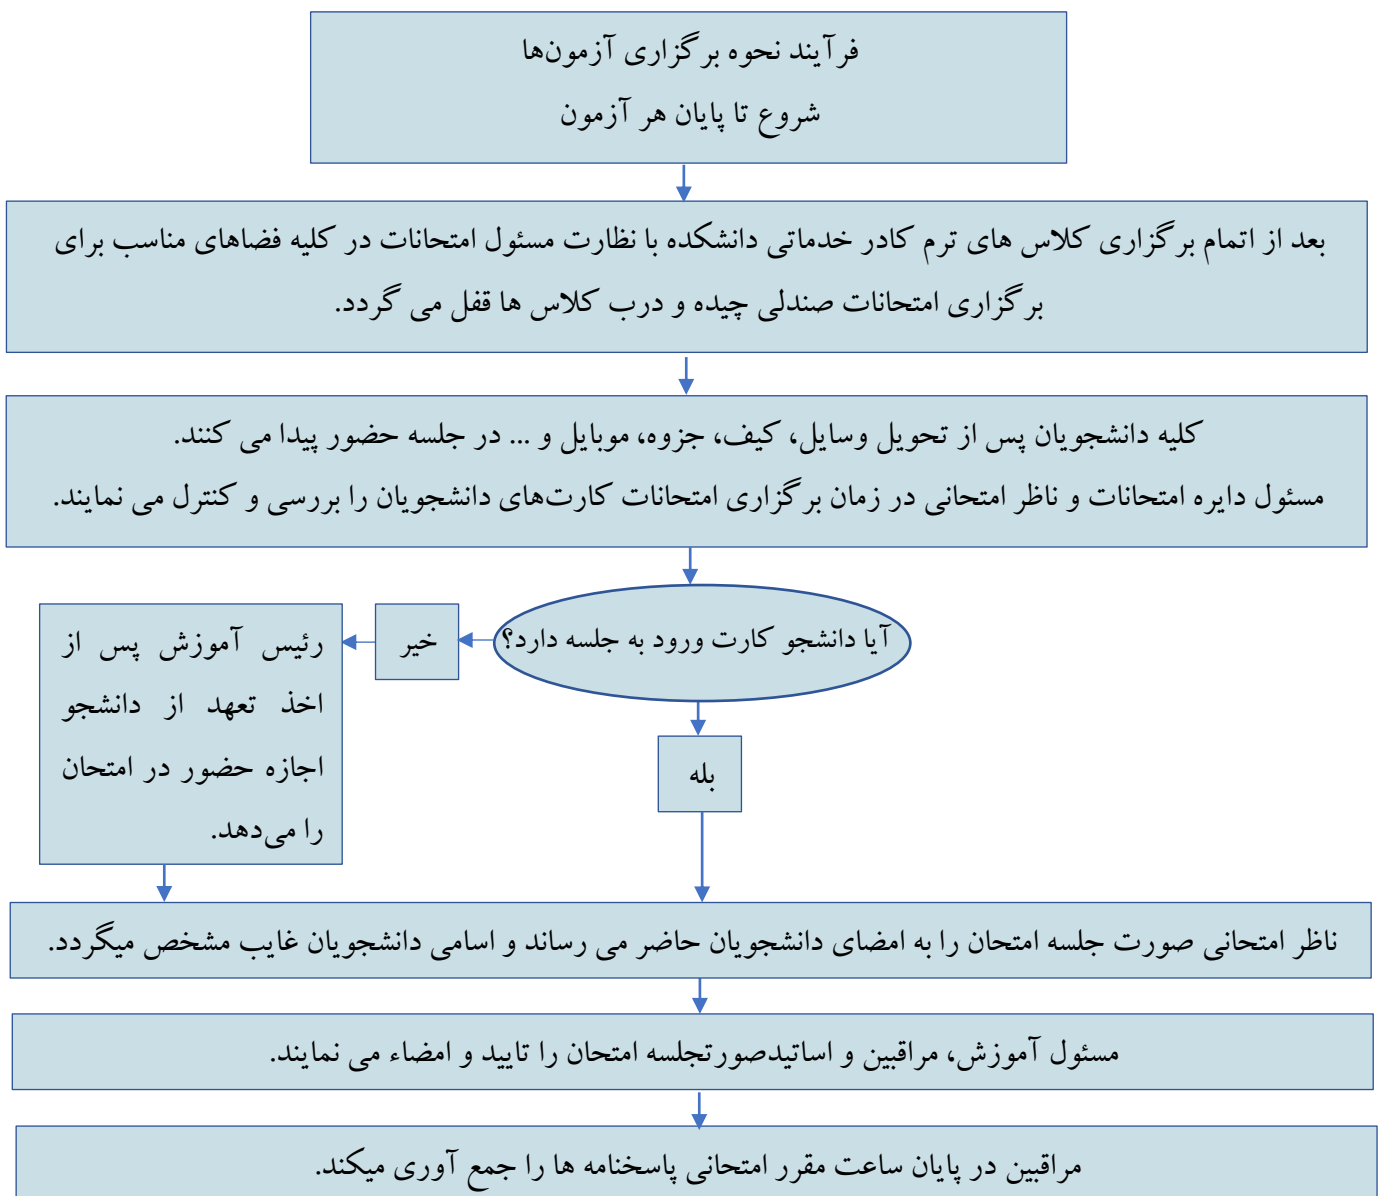 فرآیند نحوه برگزاری آزمون‌ها
شروع تا پایان هر آزمون
بعد از اتمام برگزاری کلاس های ترم کادر خدماتی دانشکده با نظارت مسئول امتحانات در کلیه فضاهای مناسب برای
برگزاری امتحانات صندلی چیده و درب کلاس ها قفل می گردد.
کلیه دانشجویان پس از تحویل وسایل، کیف، جزوه، موبایل و ... در جلسه حضور پیدا می کنند.
مسئول دایره امتحانات و ناظر امتحانی در زمان برگزاری امتحانات کارت‌های دانشجویان را بررسی و کنترل می نمایند.
آیا دانشجو کارت ورود به جلسه دارد؟
خیر
رئیس آموزش پس از
اخذ تعهد از دانشجو
اجازه حضور در امتحان
را می‌دهد.
بله
ناظر امتحانی صورت جلسه امتحان را به امضای دانشجویان حاضر می رساند و اسامی دانشجویان غایب مشخص میگردد.
مسئول آموزش، مراقبین و اساتیدصورتجلسه امتحان را تایید و امضاء می نمایند.
مراقبین در پایان ساعت مقرر امتحانی پاسخنامه ها را جمع آوری میکند.